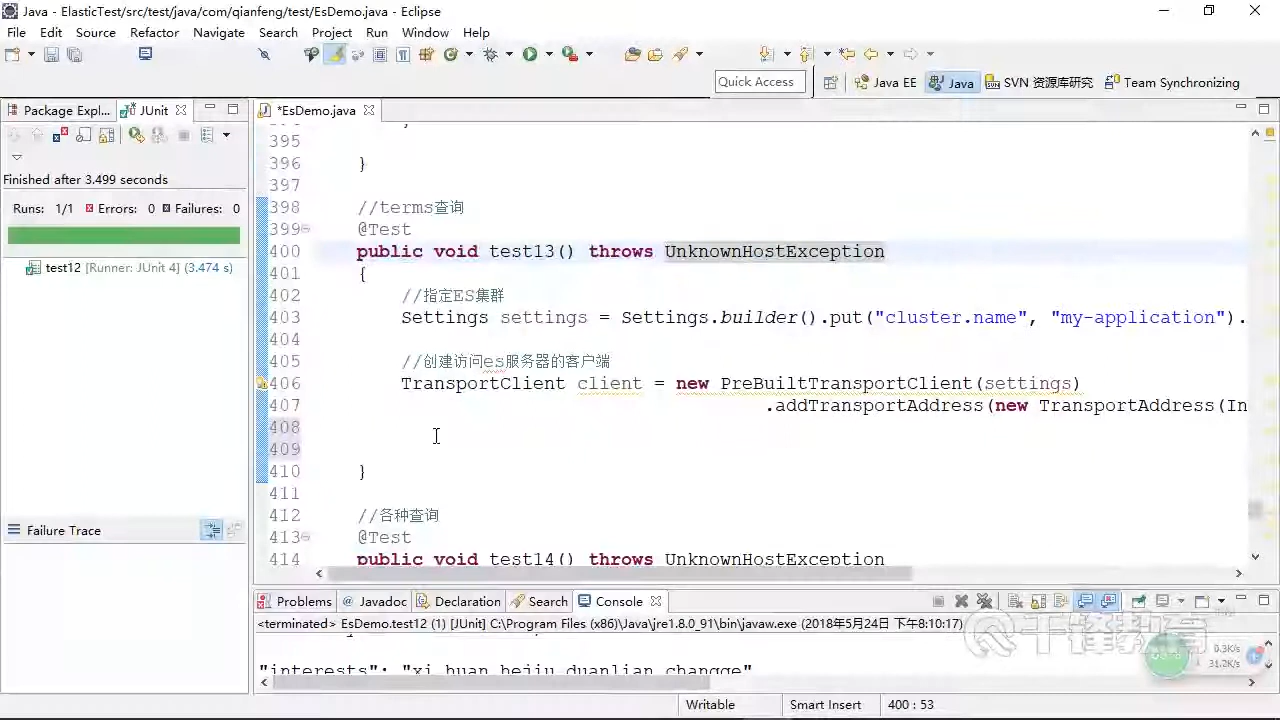 Java - ElasticTest/src/test/java/com/qianfeng/test/EsDemo.java - Eclipse
File Edit Source Refactor Navigate Search Project Run Window Help
Quick Access
Java EE
Java
SVN 资源库研究
Team Synchronizing
Package Expl...
JUnit
*EsDemo.java
Finished after 3.499 seconds
Runs: 1/1 Errors: 0 Failures: 0
test12 [Runner: JUnit 4] (3.474 s)
Failure Trace
395
396 }
397
398 //terms查询
399 @Test
400 public void test13() throws UnknownHostException
401 {
402 //指定ES集群
403 Settings settings = Settings.builder().put("cluster.name", "my-application").
404
405 //创建访问es服务器的客户端
406 TransportClient client = new PreBuiltTransportClient(settings)
407 .addTransportAddress(new TransportAddress(In
408
409
410 }
411
412 //各种查询
413 @Test
414 public void test14() throws UnknownHostException
Problems @ Javadoc Declaration Search Console
<terminated> EsDemo.test12 (1) [JUnit] C:\Program Files (x86)\Java\jre1.8.0_91\bin\javaw.exe (2018年5月24日 下午8:10:17)
"interests": "xi huan hejiu,duanlian,changge"
千锋教育
0.3K/s
31.2K/s
Writable
Smart Insert
400 : 53